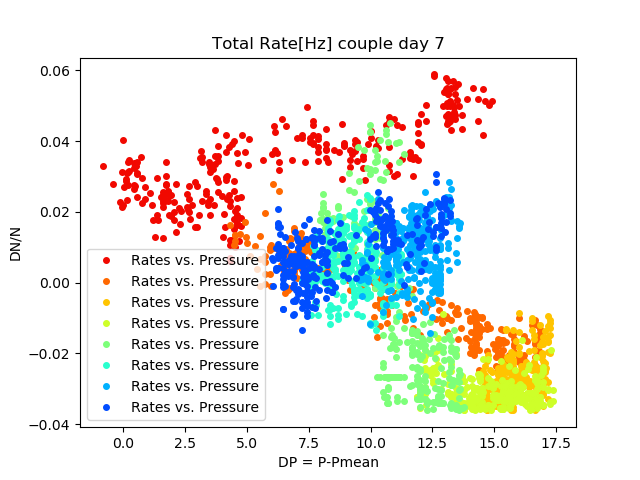 Total Rate[Hz] couple day 7
0.06
0.04
0.02
0.00
−0.02
−0.04
DN/N
Rates vs. Pressure
Rates vs. Pressure
Rates vs. Pressure
Rates vs. Pressure
Rates vs. Pressure
Rates vs. Pressure
Rates vs. Pressure
Rates vs. Pressure
0.0 2.5 5.0 7.5 10.0 12.5 15.0 17.5
DP = P-Pmean